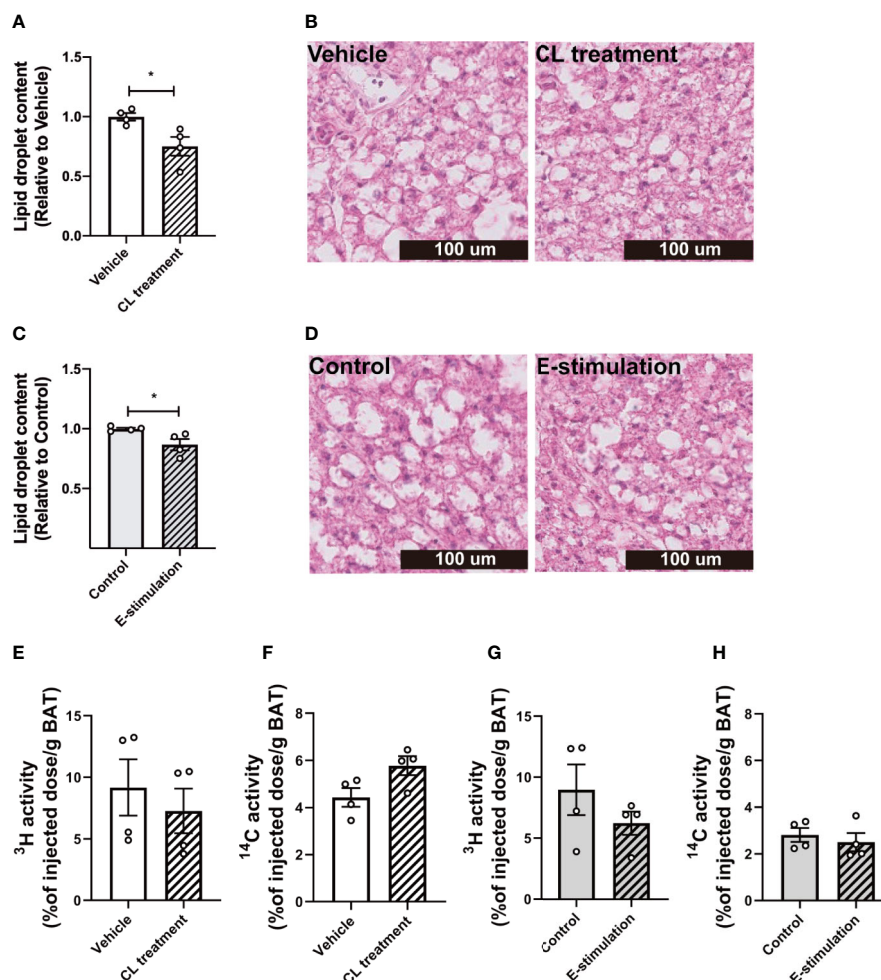 A
Lipid droplet content
(Relative to Vehicle)
1.5
1.0
0.5
0.0
*
Vehicle
CL treatment
B
Vehicle
100 um
CL treatment
100 um
C
Lipid droplet content
(Relative to Control)
1.5
1.0
0.5
*
Control
E-stimulation
D
Control
100 um
E-stimulation
100 um
E
³H activity
(%of injected dose/g BAT)
15
10
5
0
Vehicle
CL treatment
F
¹⁴C activity
(%of injected dose/g BAT)
8
6
4
2
0
Vehicle
CL treatment
G
³H activity
(%of injected dose/g BAT)
15
10
5
0
Control
E-stimulation
H
¹⁴C activity
(%of injected dose/g BAT)
8
6
4
2
0
Control
E-stimulation